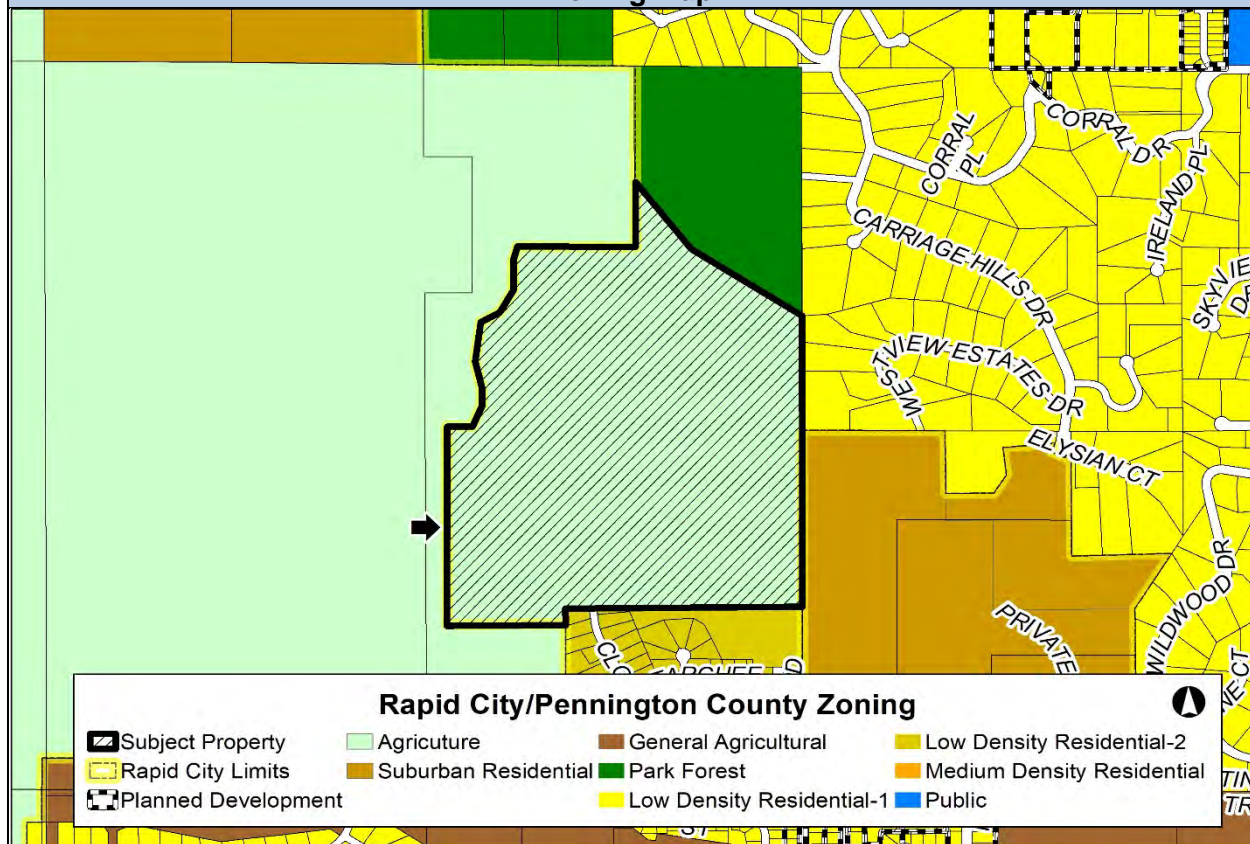 CORRAL DR
CORRAL
PL
IRELAND PL
CARRIAGE HILLS DR
WEST VIEW ESTATES DR
ELYSIAN CT
WILDWOOD DR
PRIVATE
Rapid City/Pennington County Zoning
Subject Property
Agricuture
General Agricultural
Low Density Residential-2
Rapid City Limits
Suburban Residential
Park Forest
Medium Density Residential
Planned Development
Low Density Residential-1
Public
ST